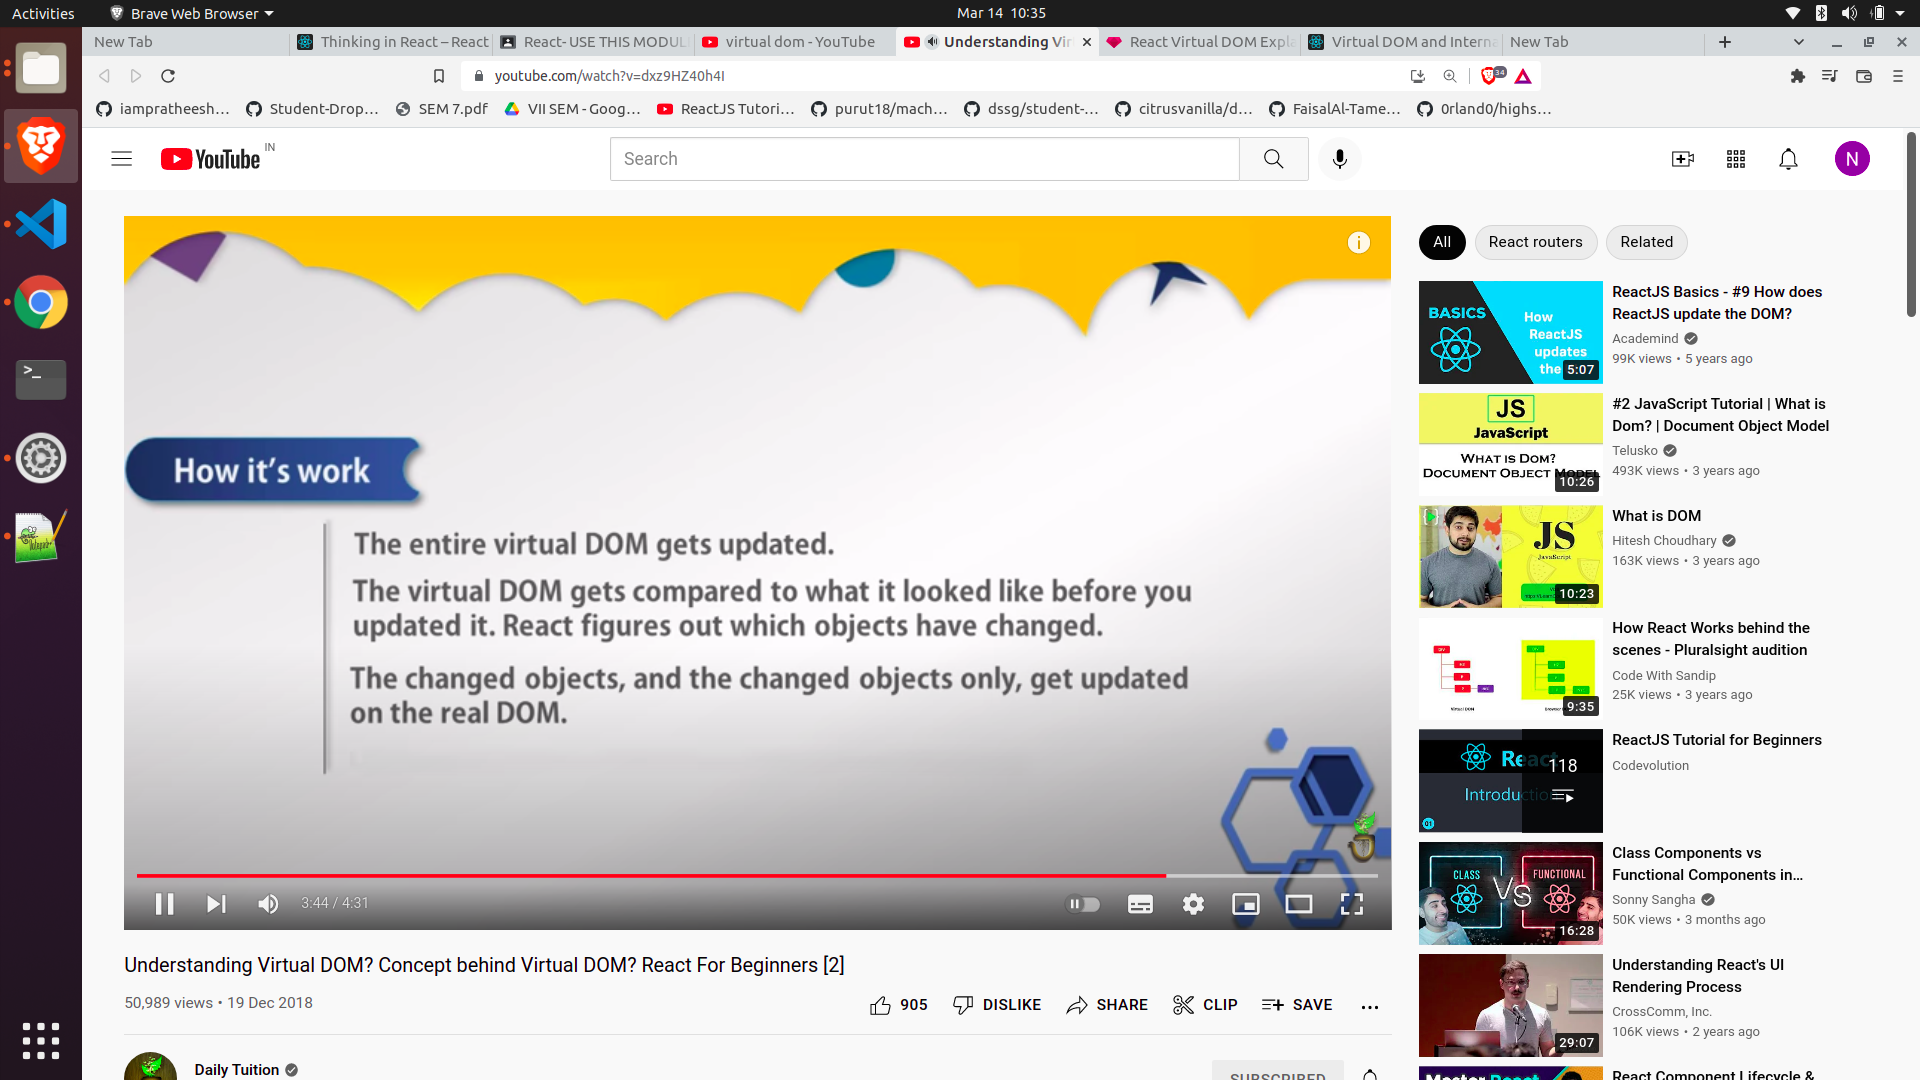 Activities
Brave Web Browser
Mar 14 10:35
New Tab
Thinking in React – React
React- USE THIS MODUL
virtual dom - YouTube
Understanding Vir
React Virtual DOM Expla
Virtual DOM and Interna
New Tab
youtube.com/watch?v=dxz9HZ40h4I
34
iampratheesh...
Student-Drop...
SEM 7.pdf
VII SEM - Goog...
ReactJS Tutori...
purut18/mach...
dssg/student-...
citrusvanilla/d...
FaisalAl-Tame...
0rland0/highs...
YouTube IN
Search
N
How it's work
The entire virtual DOM gets updated.
The virtual DOM gets compared to what it looked like before you
updated it. React figures out which objects have changed.
The changed objects, and the changed objects only, get updated
on the real DOM.
3:44 / 4:31
Understanding Virtual DOM? Concept behind Virtual DOM? React For Beginners [2]
50,989 views • 19 Dec 2018
905
DISLIKE
SHARE
CLIP
SAVE
Daily Tuition
SUBSCRIBED
All
React routers
Related
BASICS
How
ReactJS
updates
the
5:07
ReactJS Basics - #9 How does
ReactJS update the DOM?
Academind
99K views • 5 years ago
JS
JavaScript
What is Dom?
Document Object Model
10:26
#2 JavaScript Tutorial | What is
Dom? | Document Object Model
Telusko
493K views • 3 years ago
JS
JavaScript
10:23
What is DOM
Hitesh Choudhary
163K views • 3 years ago
Virtual DOM
9:35
How React Works behind the
scenes - Pluralsight audition
Code With Sandip
25K views • 3 years ago
React
Introduction
01
118
ReactJS Tutorial for Beginners
Codevolution
CLASS
VS
FUNCTIONAL
16:28
Class Components vs
Functional Components in...
Sonny Sangha
50K views • 3 months ago
29:07
Understanding React's UI
Rendering Process
CrossComm, Inc.
106K views • 2 years ago
Master React
React Component Lifecycle &